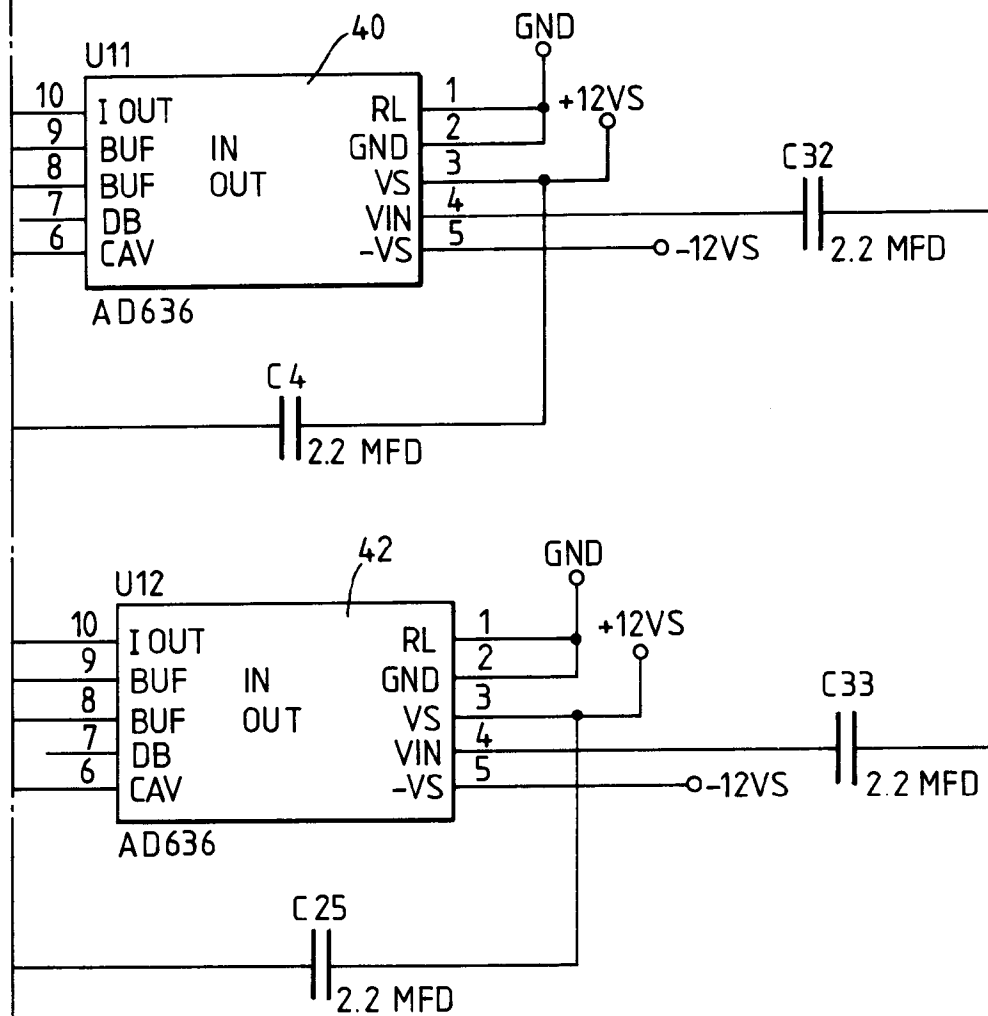 40
GND
U11
+12VS
10 I OUT RL 1
9 BUF IN GND 2
8 BUF OUT VS 3
7 DB VIN 4
6 CAV -VS 5
C32
2.2 MFD
-12VS
AD636
C4
2.2 MFD
42
GND
U12
+12VS
10 I OUT RL 1
9 BUF IN GND 2
8 BUF OUT VS 3
7 DB VIN 4
6 CAV -VS 5
C33
2.2 MFD
-12VS
AD636
C25
2.2 MFD